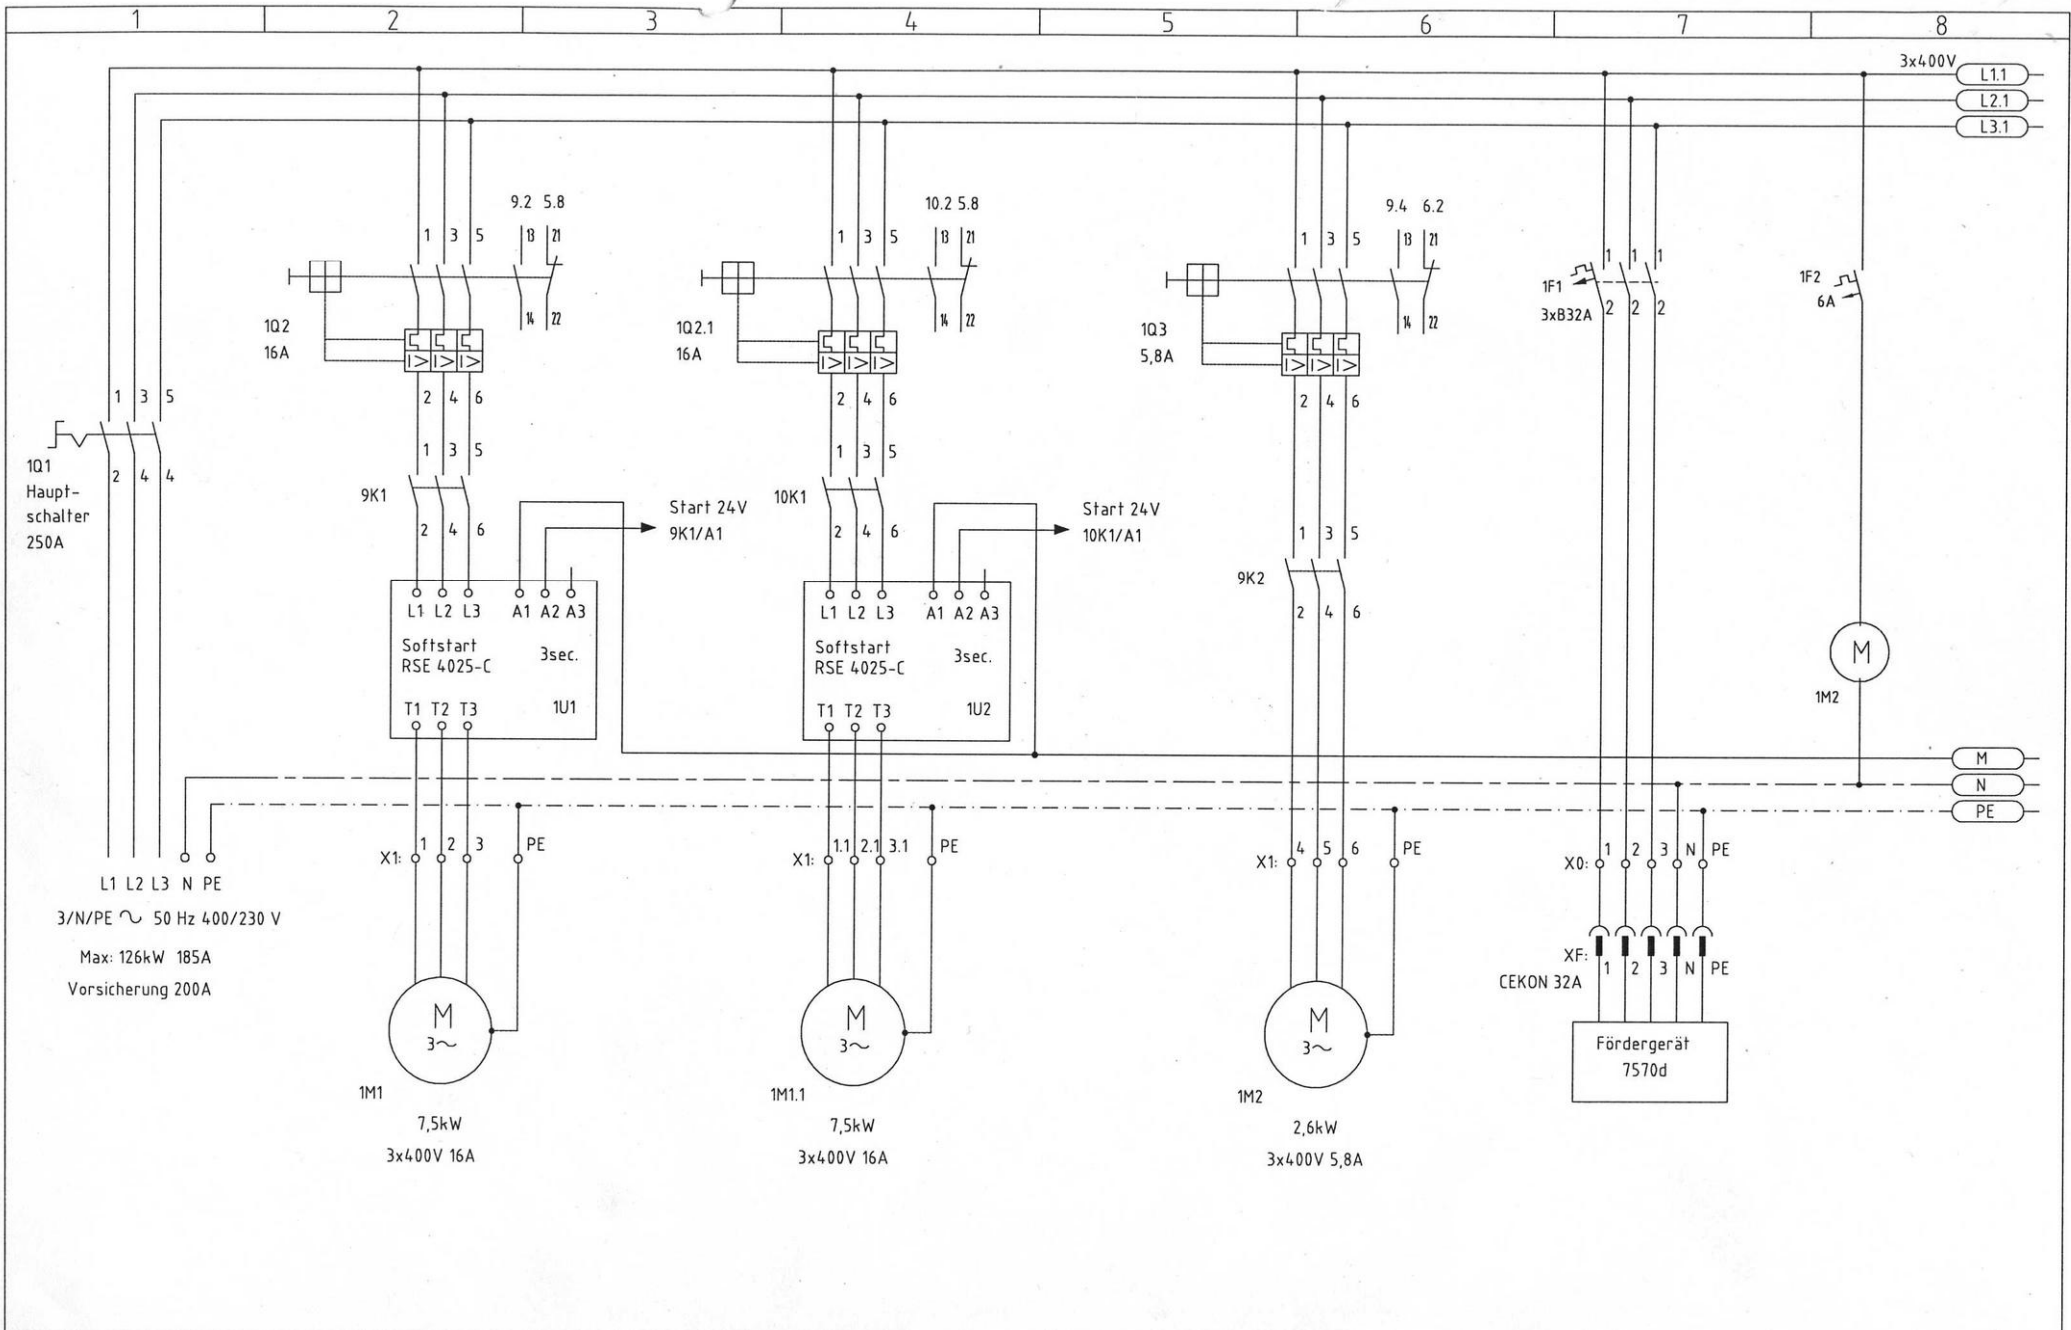 1 2 3 4 5 6 7 8
3x400V
L1.1
L2.1
L3.1
9.2 5.8
10.2 5.8
9.4 6.2
1 3 5 13 21
1 3 5 13 21
1 3 5 13 21
1 1 1
1F1
3xB32A
2 2 2
1F2
6A
14 22
14 22
14 22
1Q2
16A
1Q2.1
16A
1Q3
5,8A
I> I> I>
I> I> I>
I> I> I>
2 4 6
2 4 6
2 4 6
1 3 5
1Q1
Haupt-
schalter
250A
2 4 4
1 3 5
9K1
2 4 6
Start 24V
9K1/A1
1 3 5
10K1
2 4 6
Start 24V
10K1/A1
1 3 5
9K2
2 4 6
L1 L2 L3 A1 A2 A3
Softstart
RSE 4025-C
3sec.
T1 T2 T3
1U1
L1 L2 L3 A1 A2 A3
Softstart
RSE 4025-C
3sec.
T1 T2 T3
1U2
M
1M2
M
N
PE
L1 L2 L3 N PE
3/N/PE ~ 50 Hz 400/230 V
Max: 126kW 185A
Vorsicherung 200A
X1: 1 2 3 PE
X1: 1.1 2.1 3.1 PE
X1: 4 5 6 PE
X0: 1 2 3 N PE
XF: 1 2 3 N PE
CEKON 32A
M
3~
1M1
7,5kW
3x400V 16A
M
3~
1M1.1
7,5kW
3x400V 16A
M
3~
1M2
2,6kW
3x400V 5,8A
Fördergerät
7570d